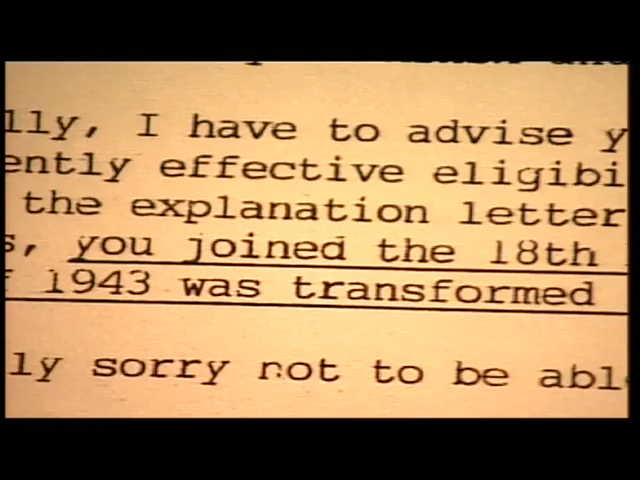 lly, I have to advise y
ently effective eligibi
the explanation letter
s, you joined the 18th
f 1943 was transformed
ly sorry not to be abl